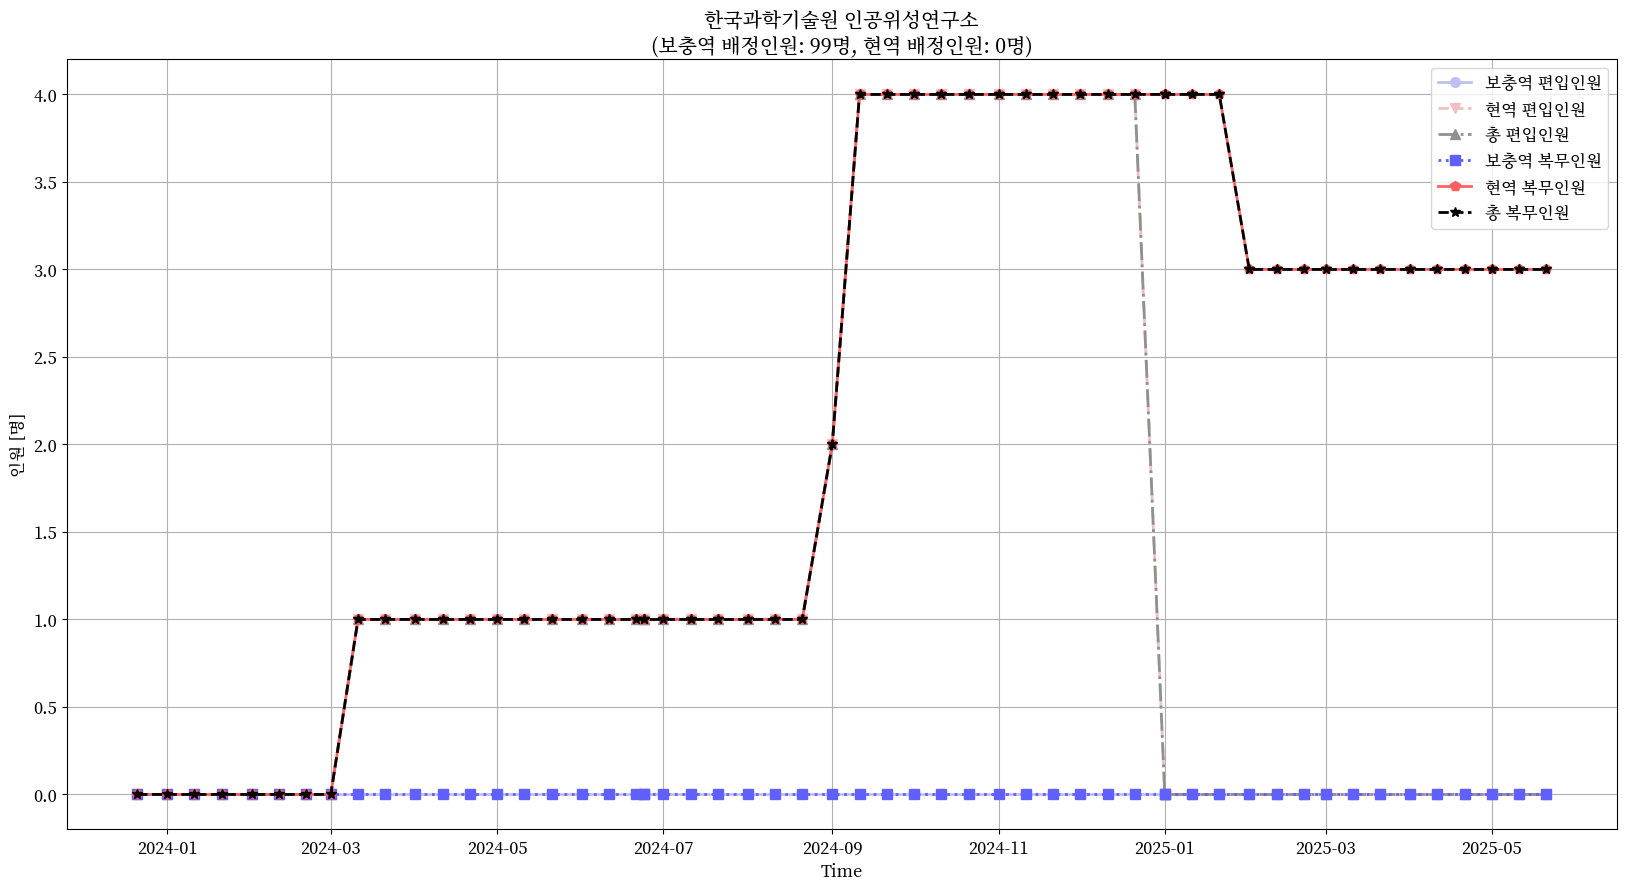 한국과학기술원 인공위성연구소
(보충역 배정인원: 99명, 현역 배정인원: 0명)
보충역 편입인원
현역 편입인원
총 편입인원
보충역 복무인원
현역 복무인원
총 복무인원
4.0
3.5
3.0
2.5
2.0
1.5
1.0
0.5
0.0
인원 [명]
2024-01 2024-03 2024-05 2024-07 2024-09 2024-11 2025-01 2025-03 2025-05
Time